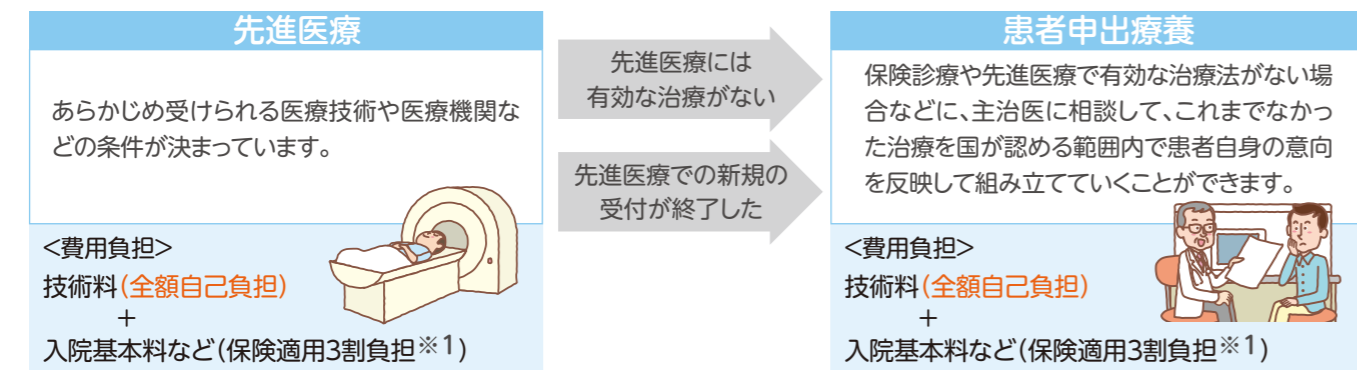 先進医療
あらかじめ受けられる医療技術や医療機関な
どの条件が決まっています。
<費用負担>
技術料(全額自己負担)
+
入院基本料など(保険適用3割負担※1)
先進医療には
有効な治療がない
先進医療での新規の
受付が終了した
患者申出療養
保険診療や先進医療で有効な治療法がない場
合などに、主治医に相談して、これまでなかっ
た治療を国が認める範囲内で患者自身の意向
を反映して組み立てていくことができます。
<費用負担>
技術料(全額自己負担)
+
入院基本料など(保険適用3割負担※1)